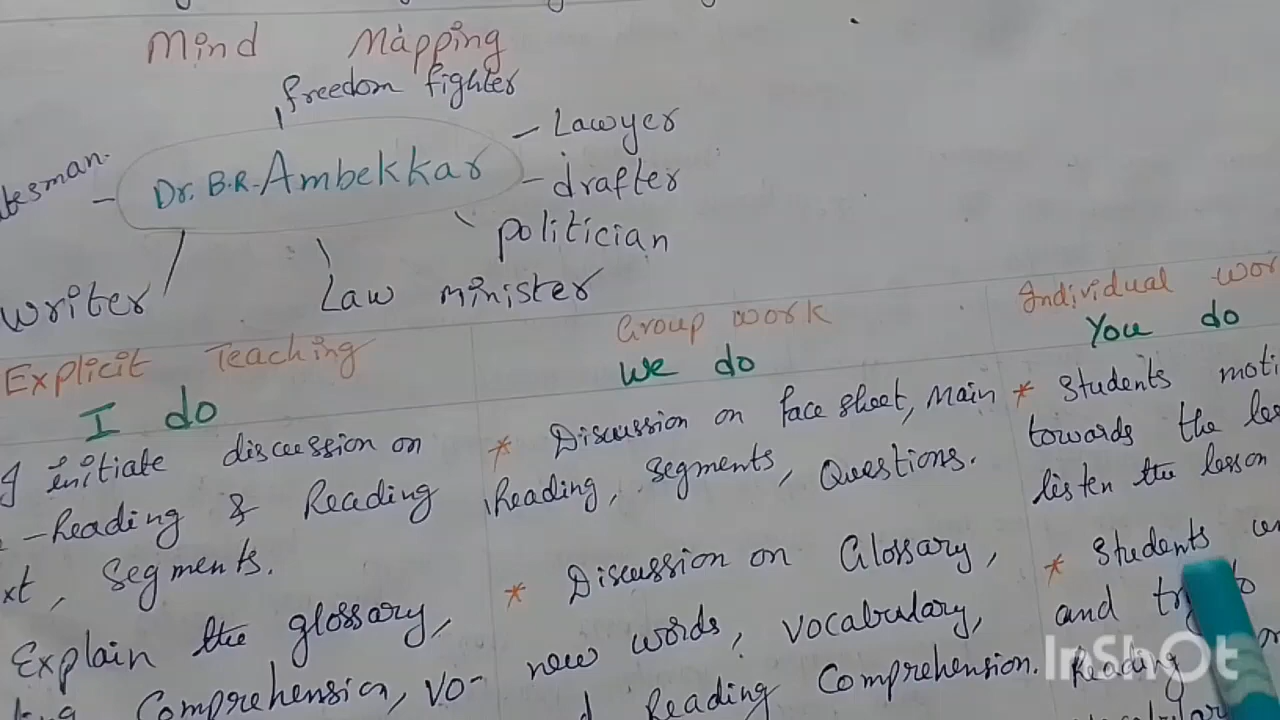 Mind Mapping
freedom fighter
- Lawyer
Dr. B.R. Ambekkar
- drafter
politician
writer
Law minister
Explicit Teaching
I do
initiate discussion on
- Reading & Reading
, segments.
Explain the glossary,
Comprehension, vo-
Group work
We do
* Discussion on face sheet, Main
Reading, segments, Questions.
* Discussion on Glossary,
new words, vocabulary,
Reading Comprehension.
Individual
You do
* Students
towards the
listen the lesson
* Students
and
Reading
InShOt